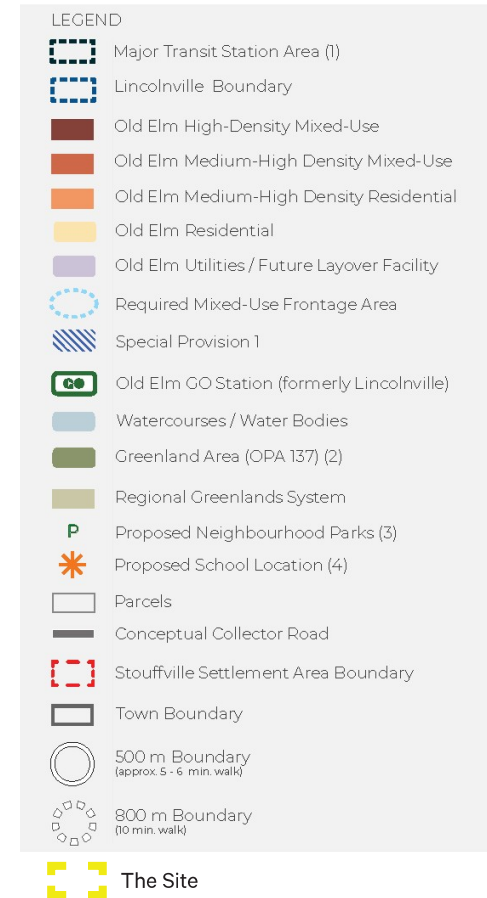 LEGEND
Major Transit Station Area (1)
Lincolnville Boundary
Old Elm High-Density Mixed-Use
Old Elm Medium-High Density Mixed-Use
Old Elm Medium-High Density Residential
Old Elm Residential
Old Elm Utilities / Future Layover Facility
Required Mixed-Use Frontage Area
Special Provision 1
GO Old Elm GO Station (formerly Lincolnville)
Watercourses / Water Bodies
Greenland Area (OPA 137) (2)
Regional Greenlands System
P Proposed Neighbourhood Parks (3)
Proposed School Location (4)
Parcels
Conceptual Collector Road
Stouffville Settlement Area Boundary
Town Boundary
500 m Boundary
(approx. 5 - 6 min. walk)
800 m Boundary
(10 min. walk)
The Site